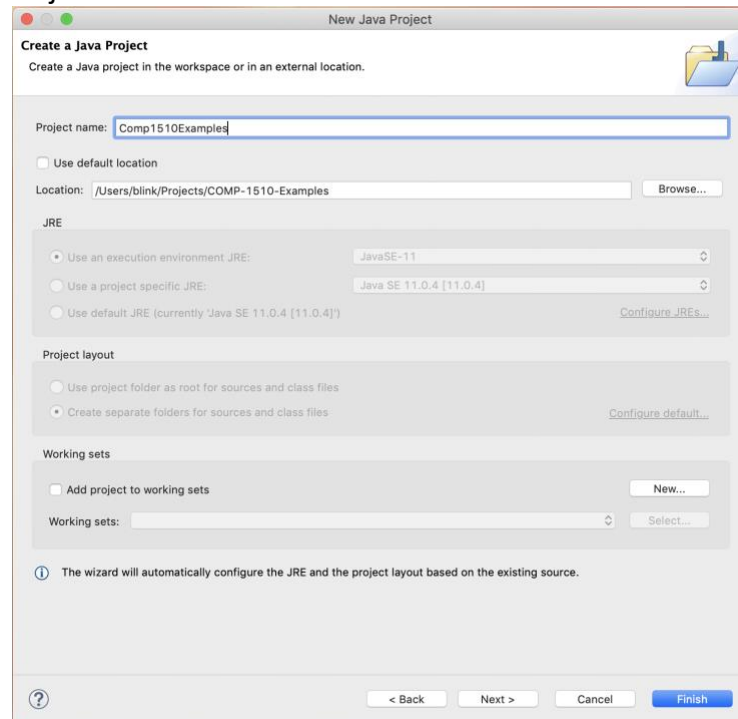 New Java Project
Create a Java Project
Create a Java project in the workspace or in an external location.
Project name: Comp1510Examples
Use default location
Location: /Users/blink/Projects/COMP-1510-Examples Browse...
JRE
Use an execution environment JRE: JavaSE-11
Use a project specific JRE: Java SE 11.0.4 [11.0.4]
Use default JRE (currently 'Java SE 11.0.4 [11.0.4]') Configure JREs...
Project layout
Use project folder as root for sources and class files
Create separate folders for sources and class files Configure default...
Working sets
Add project to working sets New...
Working sets: Select...
The wizard will automatically configure the JRE and the project layout based on the existing source.
? < Back Next > Cancel Finish